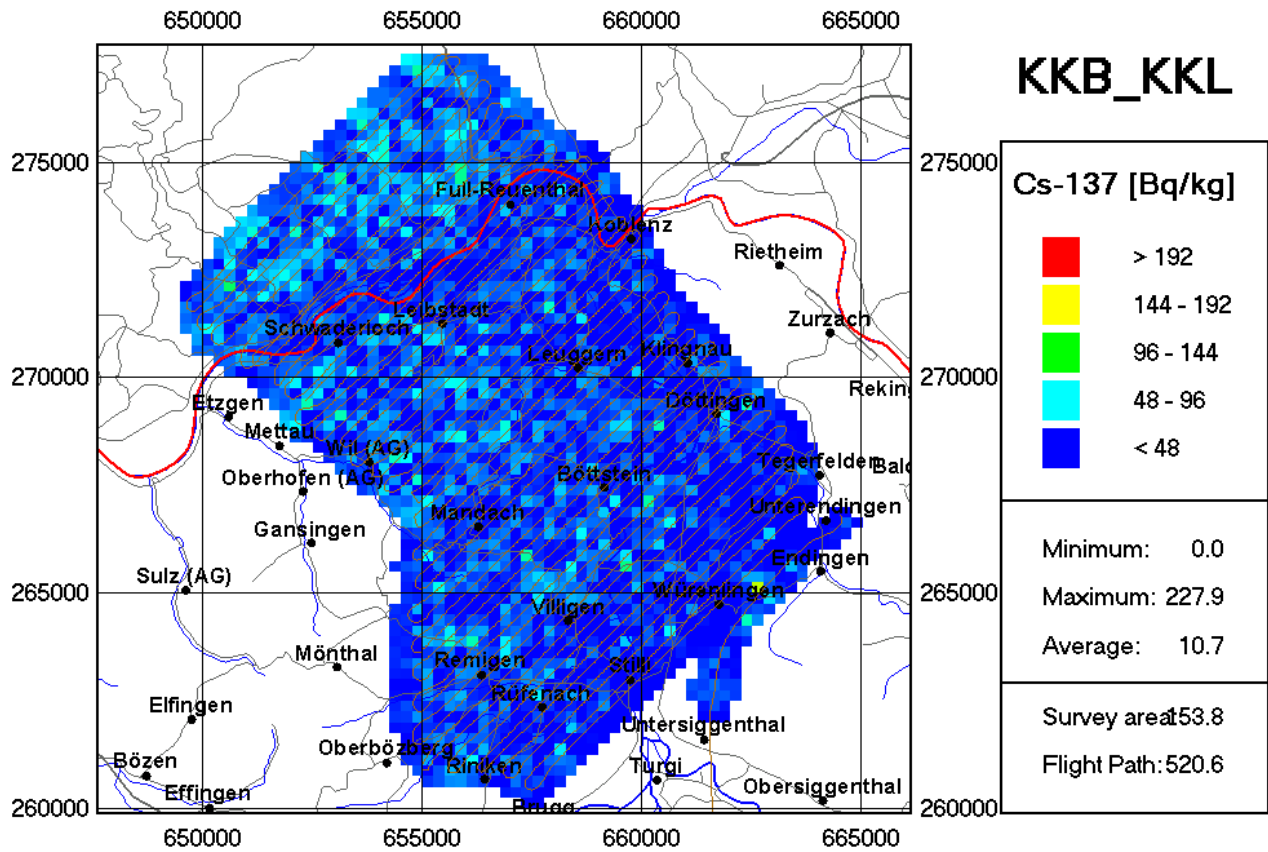 650000 655000 660000 665000
KKB_KKL
275000 275000
Cs-137 [Bq/kg]
Full-Reuenthal
Koblenz
Rietheim
> 192
144 - 192
Leibstadt
Schwaderloch
Zurzach
96 - 144
Leuggern
Klingnau
270000 270000
Reking
48 - 96
Etzgen
Döttingen
Mettau
Wil (AG)
< 48
Oberhofen (AG)
Böttstein
Tegerfelden
Bald
Mandach
Unterendingen
Gansingen
Minimum: 0.0
Endingen
Sulz (AG)
265000 265000
Villigen
Würenlingen
Maximum: 227.9
Mönthal
Remigen
Stilli
Average: 10.7
Rüfenach
Elfingen
Untersiggenthal
Survey area:153.8
Oberbözberg
Bözen
Riniken
Turgi
Flight Path: 520.6
Effingen
Obersiggenthal
Brugg
260000 260000
650000 655000 660000 665000